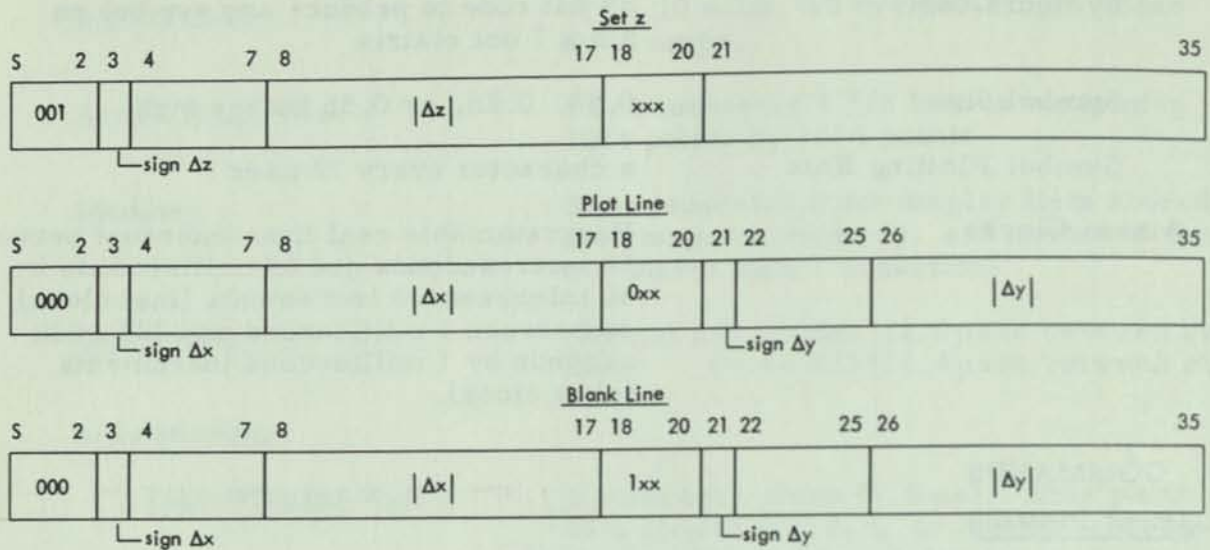 Set z
S 2 3 4 7 8 17 18 20 21 35
001 |Δz| xxx
sign Δz
Plot Line
S 2 3 4 7 8 17 18 20 21 22 25 26 35
000 |Δx| 0xx |Δy|
sign Δx sign Δy
Blank Line
S 2 3 4 7 8 17 18 20 21 22 25 26 35
000 |Δx| 1xx |Δy|
sign Δx sign Δy